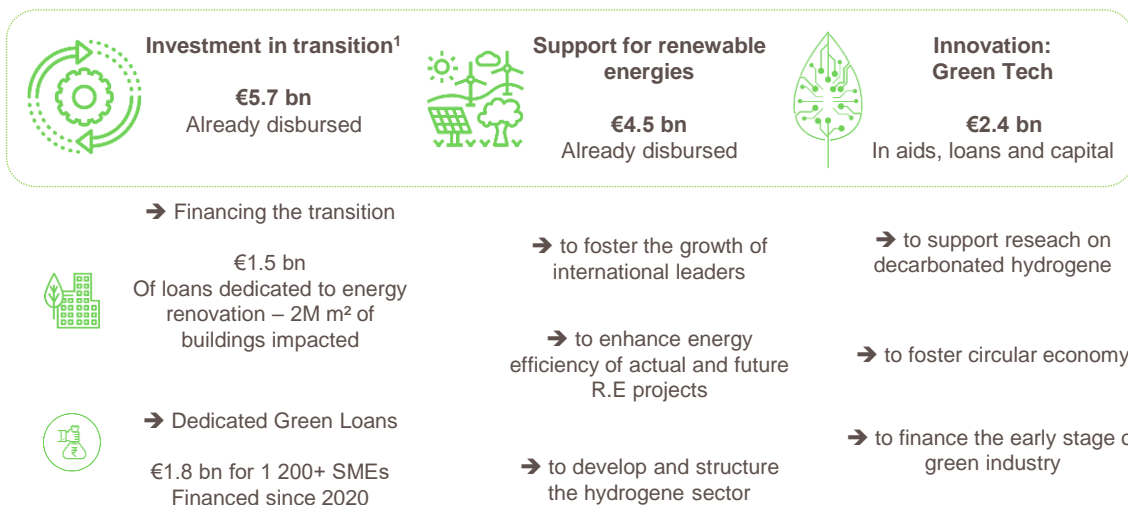 Investment in transition¹
€5.7 bn
Already disbursed
Support for renewable
energies
€4.5 bn
Already disbursed
Innovation:
Green Tech
€2.4 bn
In aids, loans and capital
➔ Financing the transition
€1.5 bn
Of loans dedicated to energy
renovation – 2M m² of
buildings impacted
➔ Dedicated Green Loans
₹
€1.8 bn for 1 200+ SMEs
Financed since 2020
➔ to foster the growth of
international leaders
➔ to enhance energy
efficiency of actual and future
R.E projects
➔ to develop and structure
the hydrogene sector
➔ to support reseach on
decarbonated hydrogene
➔ to foster circular economy
➔ to finance the early stage o
green industry